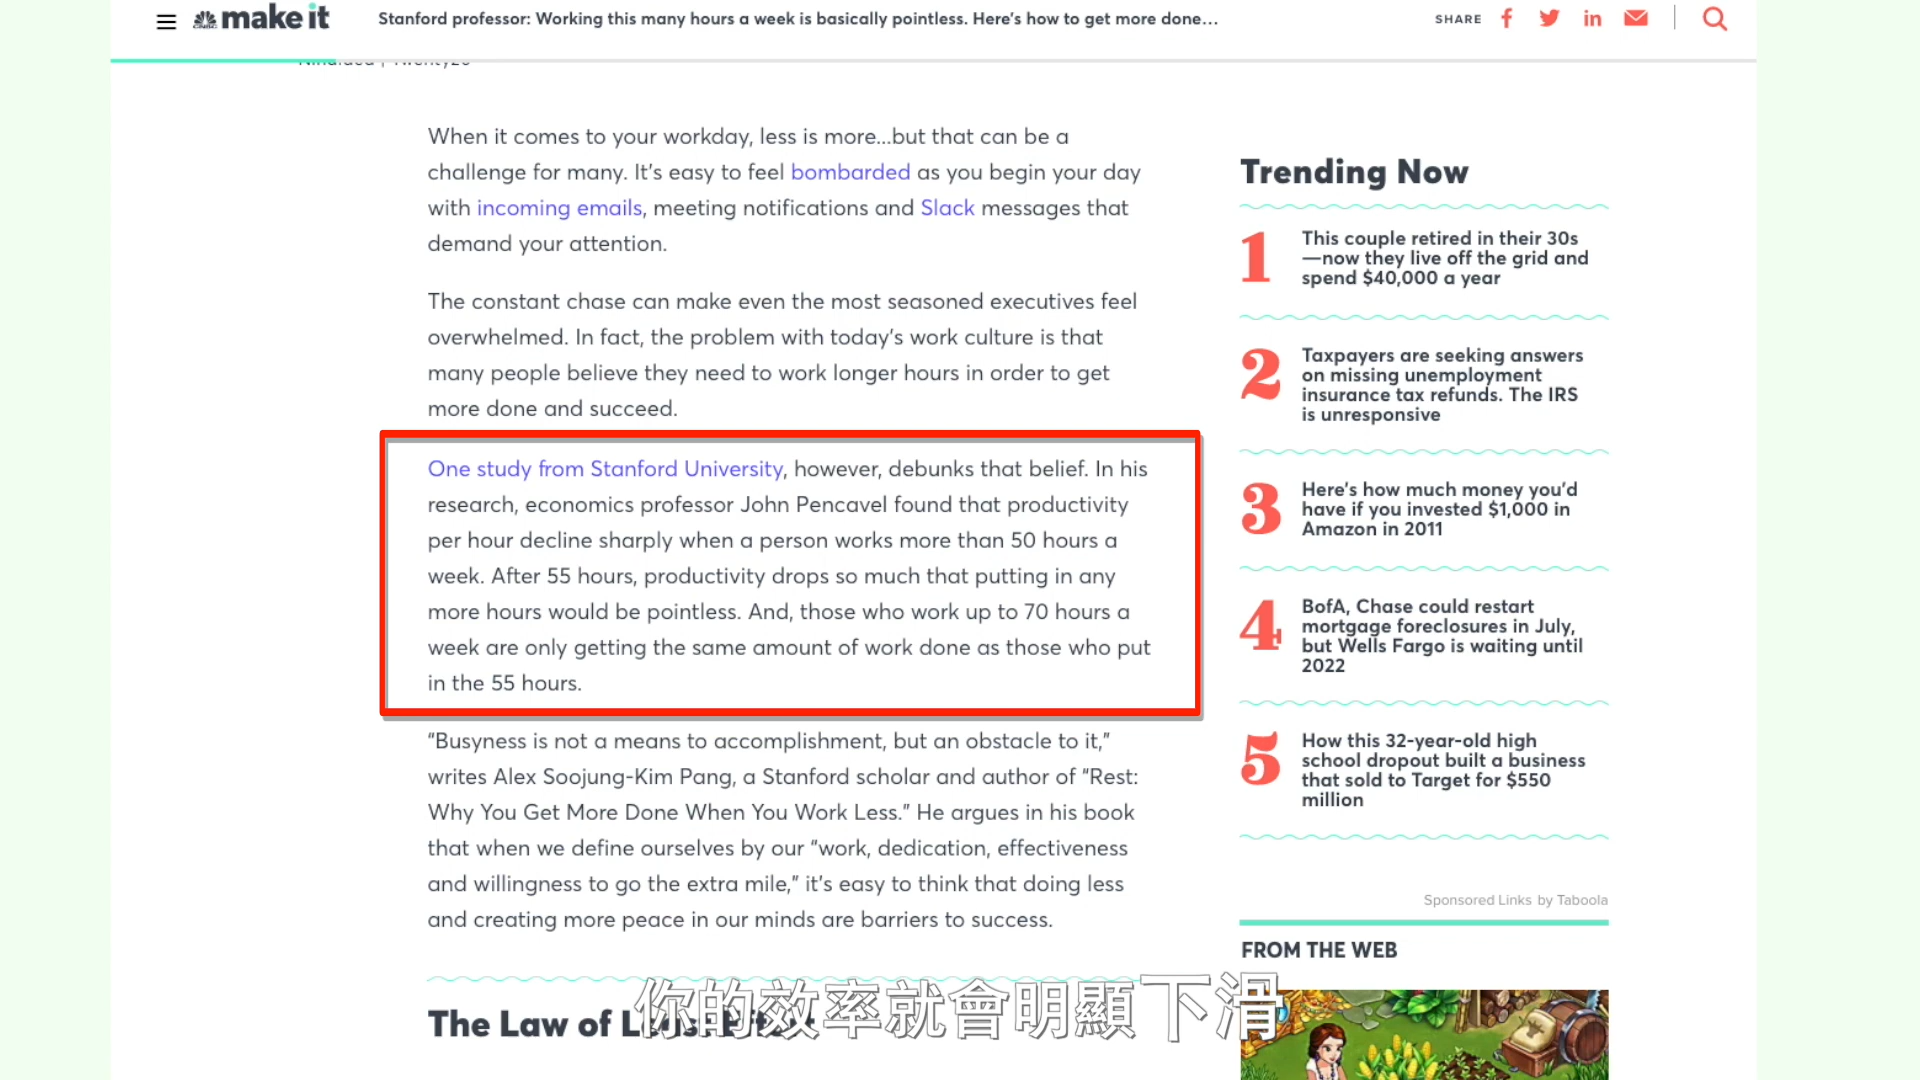 make it
Stanford professor: Working this many hours a week is basically pointless. Here's how to get more done…
SHARE
When it comes to your workday, less is more...but that can be a
challenge for many. It's easy to feel bombarded as you begin your day
with incoming emails, meeting notifications and Slack messages that
demand your attention.
The constant chase can make even the most seasoned executives feel
overwhelmed. In fact, the problem with today's work culture is that
many people believe they need to work longer hours in order to get
more done and succeed.
One study from Stanford University, however, debunks that belief. In his
research, economics professor John Pencavel found that productivity
per hour decline sharply when a person works more than 50 hours a
week. After 55 hours, productivity drops so much that putting in any
more hours would be pointless. And, those who work up to 70 hours a
week are only getting the same amount of work done as those who put
in the 55 hours.
“Busyness is not a means to accomplishment, but an obstacle to it,”
writes Alex Soojung-Kim Pang, a Stanford scholar and author of “Rest:
Why You Get More Done When You Work Less.” He argues in his book
that when we define ourselves by our “work, dedication, effectiveness
and willingness to go the extra mile,” it's easy to think that doing less
and creating more peace in our minds are barriers to success.
The Law of
你的效率就會明顯下滑
Trending Now
1
This couple retired in their 30s
—now they live off the grid and
spend $40,000 a year
2
Taxpayers are seeking answers
on missing unemployment
insurance tax refunds. The IRS
is unresponsive
3
Here's how much money you'd
have if you invested $1,000 in
Amazon in 2011
4
BofA, Chase could restart
mortgage foreclosures in July,
but Wells Fargo is waiting until
2022
5
How this 32-year-old high
school dropout built a business
that sold to Target for $550
million
Sponsored Links by Taboola
FROM THE WEB